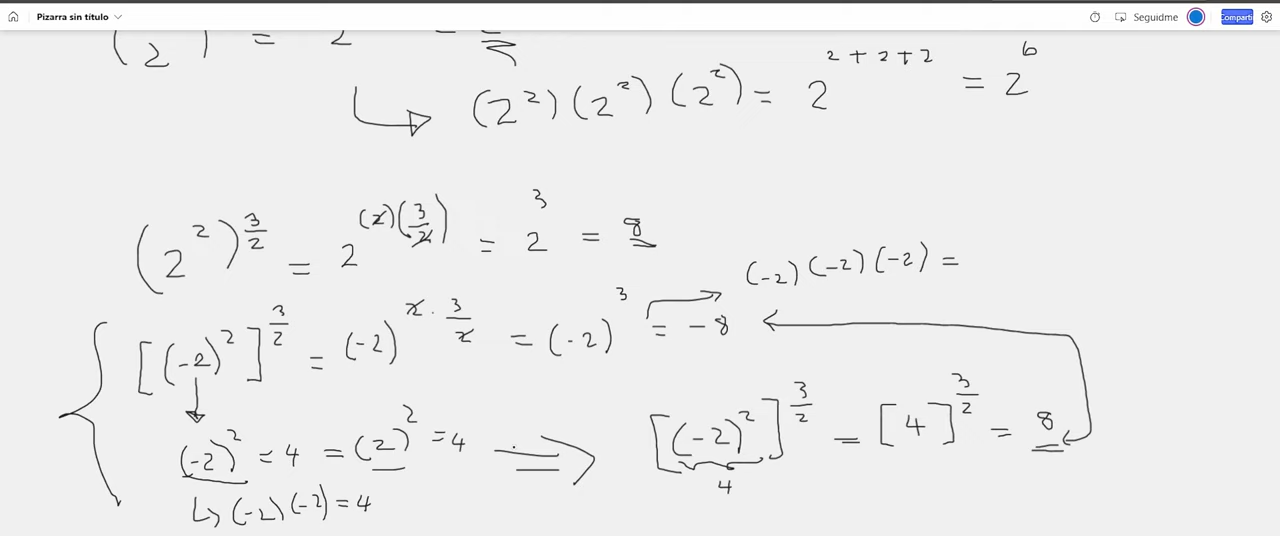 Pizarra sin título
Seguidme
Comparti
(2²)(2²)(2²) = 2^{2+2+2} = 2^6
(2²)^{3/2} = 2^{(2)(3/2)} = 2³ = 8
(-2)(-2)(-2) =
[(-2)²]^{3/2} = (-2)^{2·3/2} = (-2)³ = -8
(-2)² = 4 = (2)² = 4 ⇒ [(-2)²]^{3/2} = [4]^{3/2} = 8
4
↳ (-2)(-2) = 4